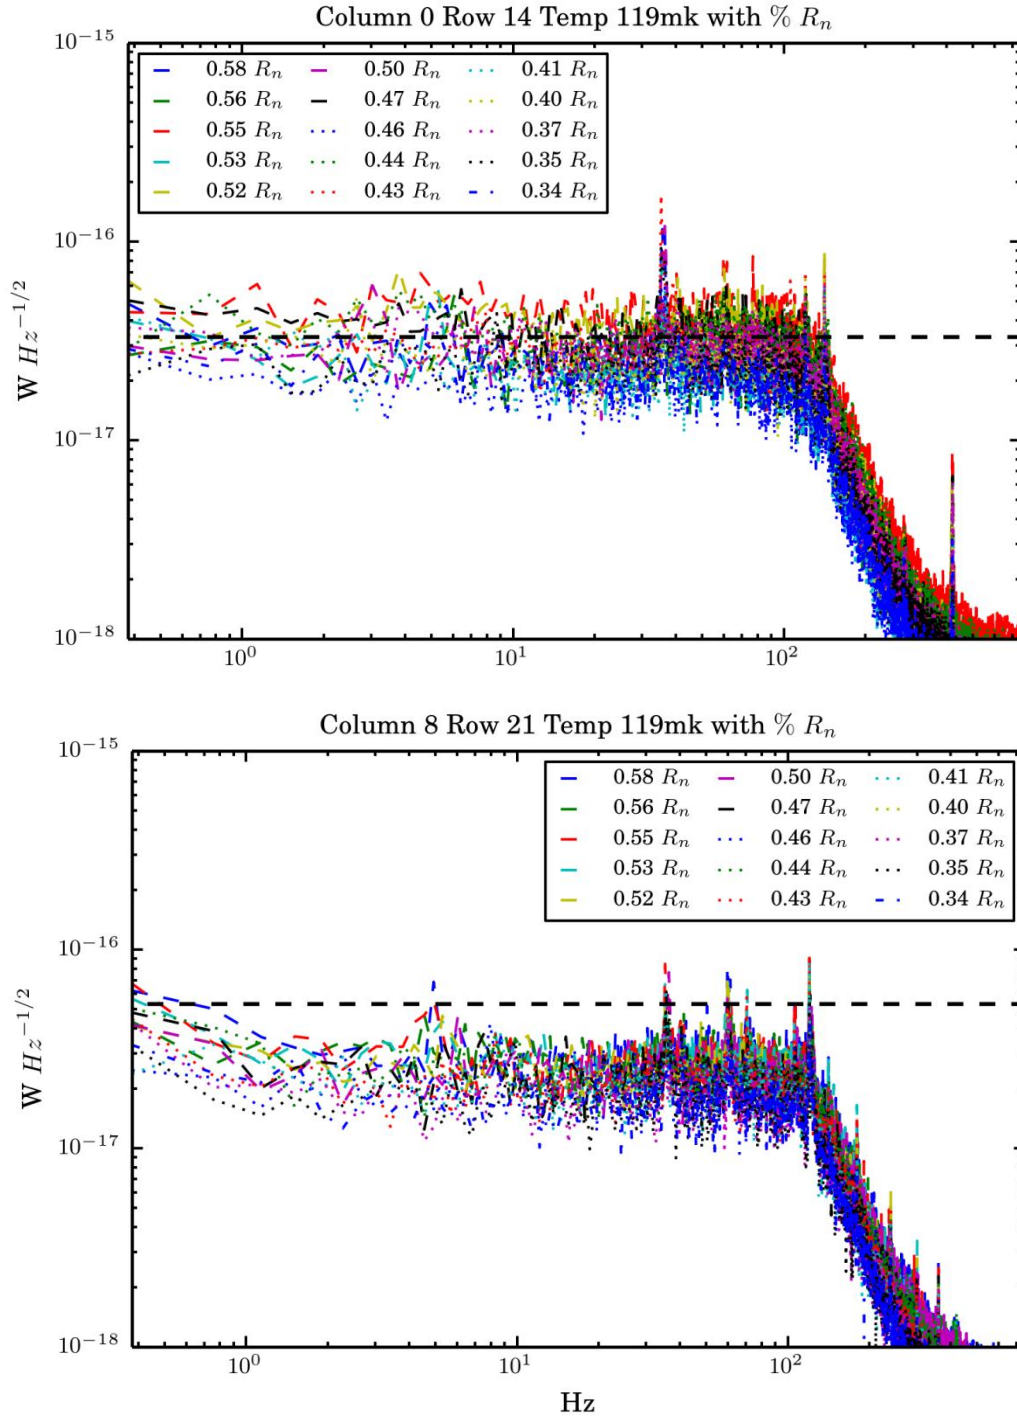 Column 0 Row 14 Temp 119mk with % Rₙ
10⁻¹⁵
0.58 Rₙ 0.50 Rₙ 0.41 Rₙ
0.56 Rₙ 0.47 Rₙ 0.40 Rₙ
0.55 Rₙ 0.46 Rₙ 0.37 Rₙ
0.53 Rₙ 0.44 Rₙ 0.35 Rₙ
0.52 Rₙ 0.43 Rₙ 0.34 Rₙ
10⁻¹⁶
W Hz⁻¹/²
10⁻¹⁷
10⁻¹⁸
10⁰ 10¹ 10²
Column 8 Row 21 Temp 119mk with % Rₙ
10⁻¹⁵
0.58 Rₙ 0.50 Rₙ 0.41 Rₙ
0.56 Rₙ 0.47 Rₙ 0.40 Rₙ
0.55 Rₙ 0.46 Rₙ 0.37 Rₙ
0.53 Rₙ 0.44 Rₙ 0.35 Rₙ
0.52 Rₙ 0.43 Rₙ 0.34 Rₙ
10⁻¹⁶
W Hz⁻¹/²
10⁻¹⁷
10⁻¹⁸
10⁰ 10¹ 10²
Hz